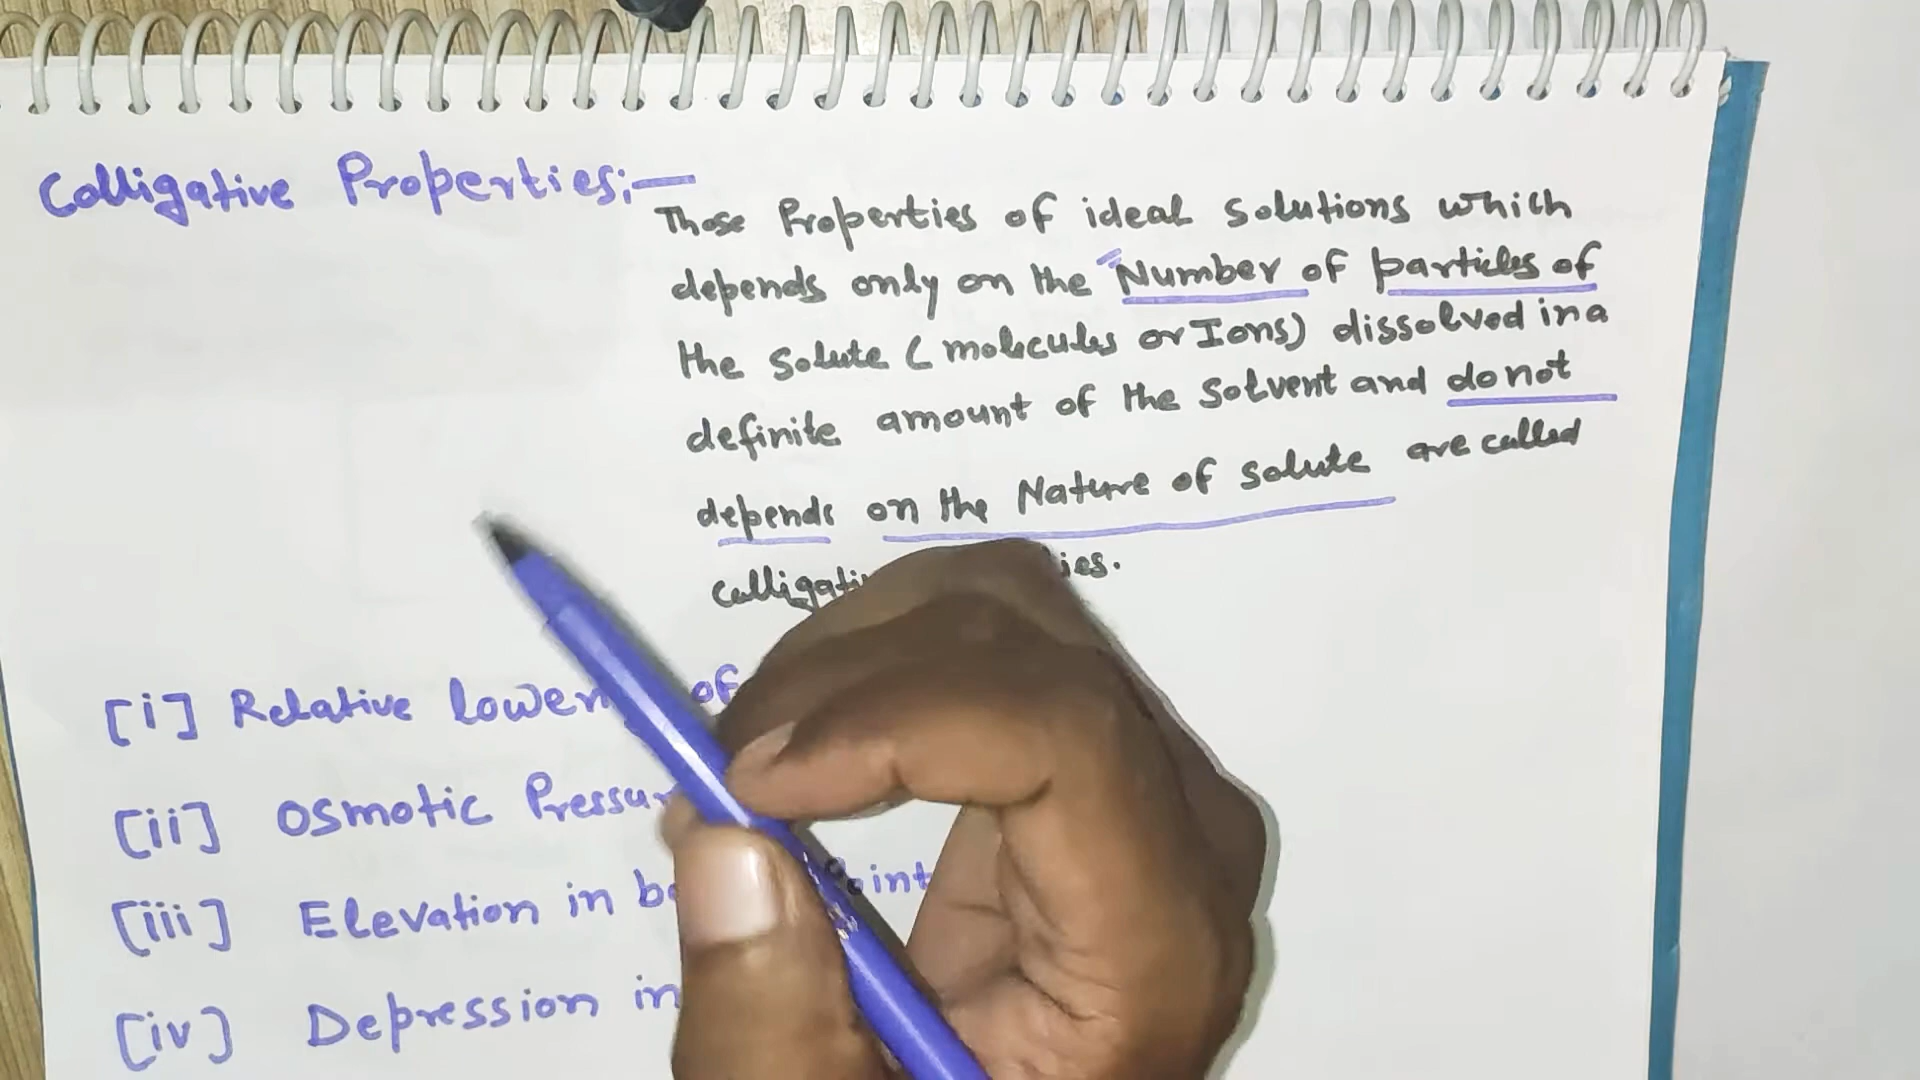 Colligative Properties;—
Those Properties of ideal solutions which
depends only on the Number of particles of
the solute ( molecules or Ions) dissolved in a
definite amount of the solvent and do not
depends on the Nature of solute are called
[i] Relative of
[ii] Osmotic
[iii] Elevation in
[iv] Depression in